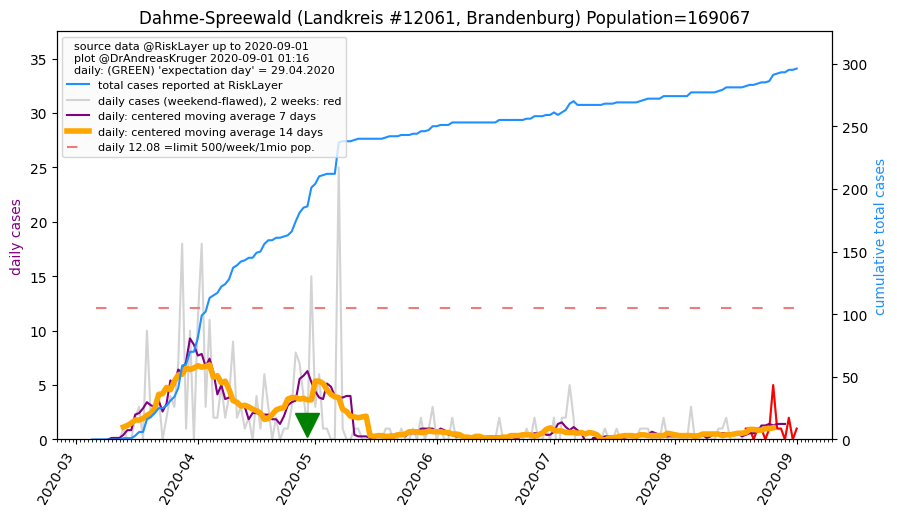 Dahme-Spreewald (Landkreis #12061, Brandenburg) Population=169067
source data @RiskLayer up to 2020-09-01
plot @DrAndreasKruger 2020-09-01 01:16
daily: (GREEN) 'expectation day' = 29.04.2020
total cases reported at RiskLayer
daily cases (weekend-flawed), 2 weeks: red
daily: centered moving average 7 days
daily: centered moving average 14 days
daily 12.08 =limit 500/week/1mio pop.
daily cases
35
30
25
20
15
10
5
0
300
250
200
150
100
50
0
cumulative total cases
2020-03
2020-04
2020-05
2020-06
2020-07
2020-08
2020-09